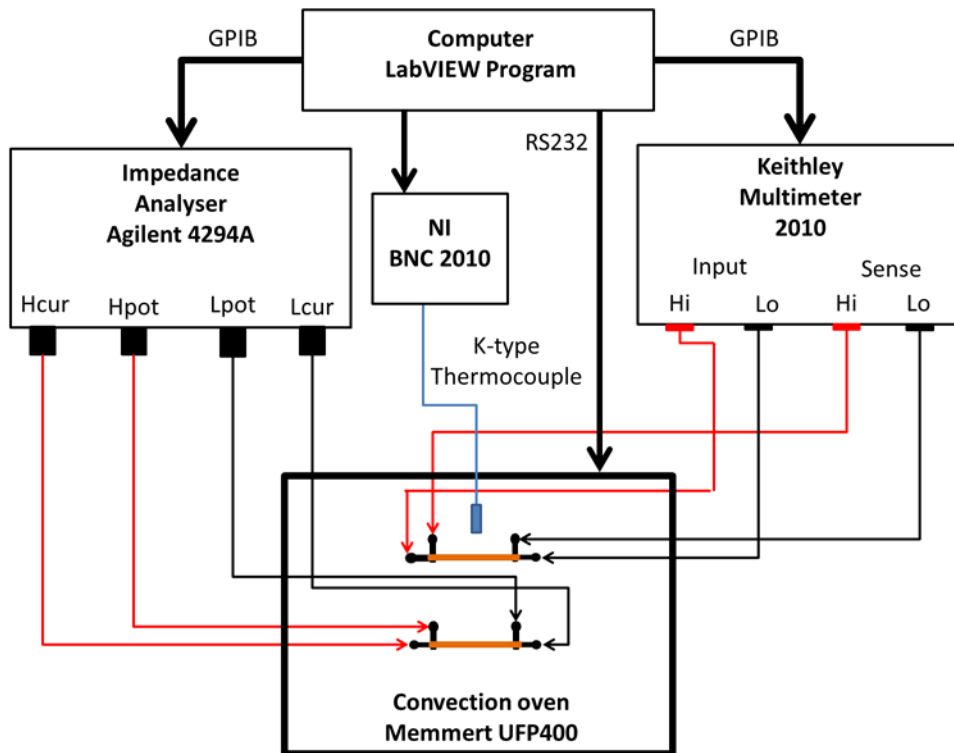 GPIB
Computer
LabVIEW Program
GPIB
RS232
Impedance
Analyser
Agilent 4294A
Hcur Hpot Lpot Lcur
NI
BNC 2010
Keithley
Multimeter
2010
Input Sense
Hi Lo Hi Lo
K-type
Thermocouple
Convection oven
Memmert UFP400